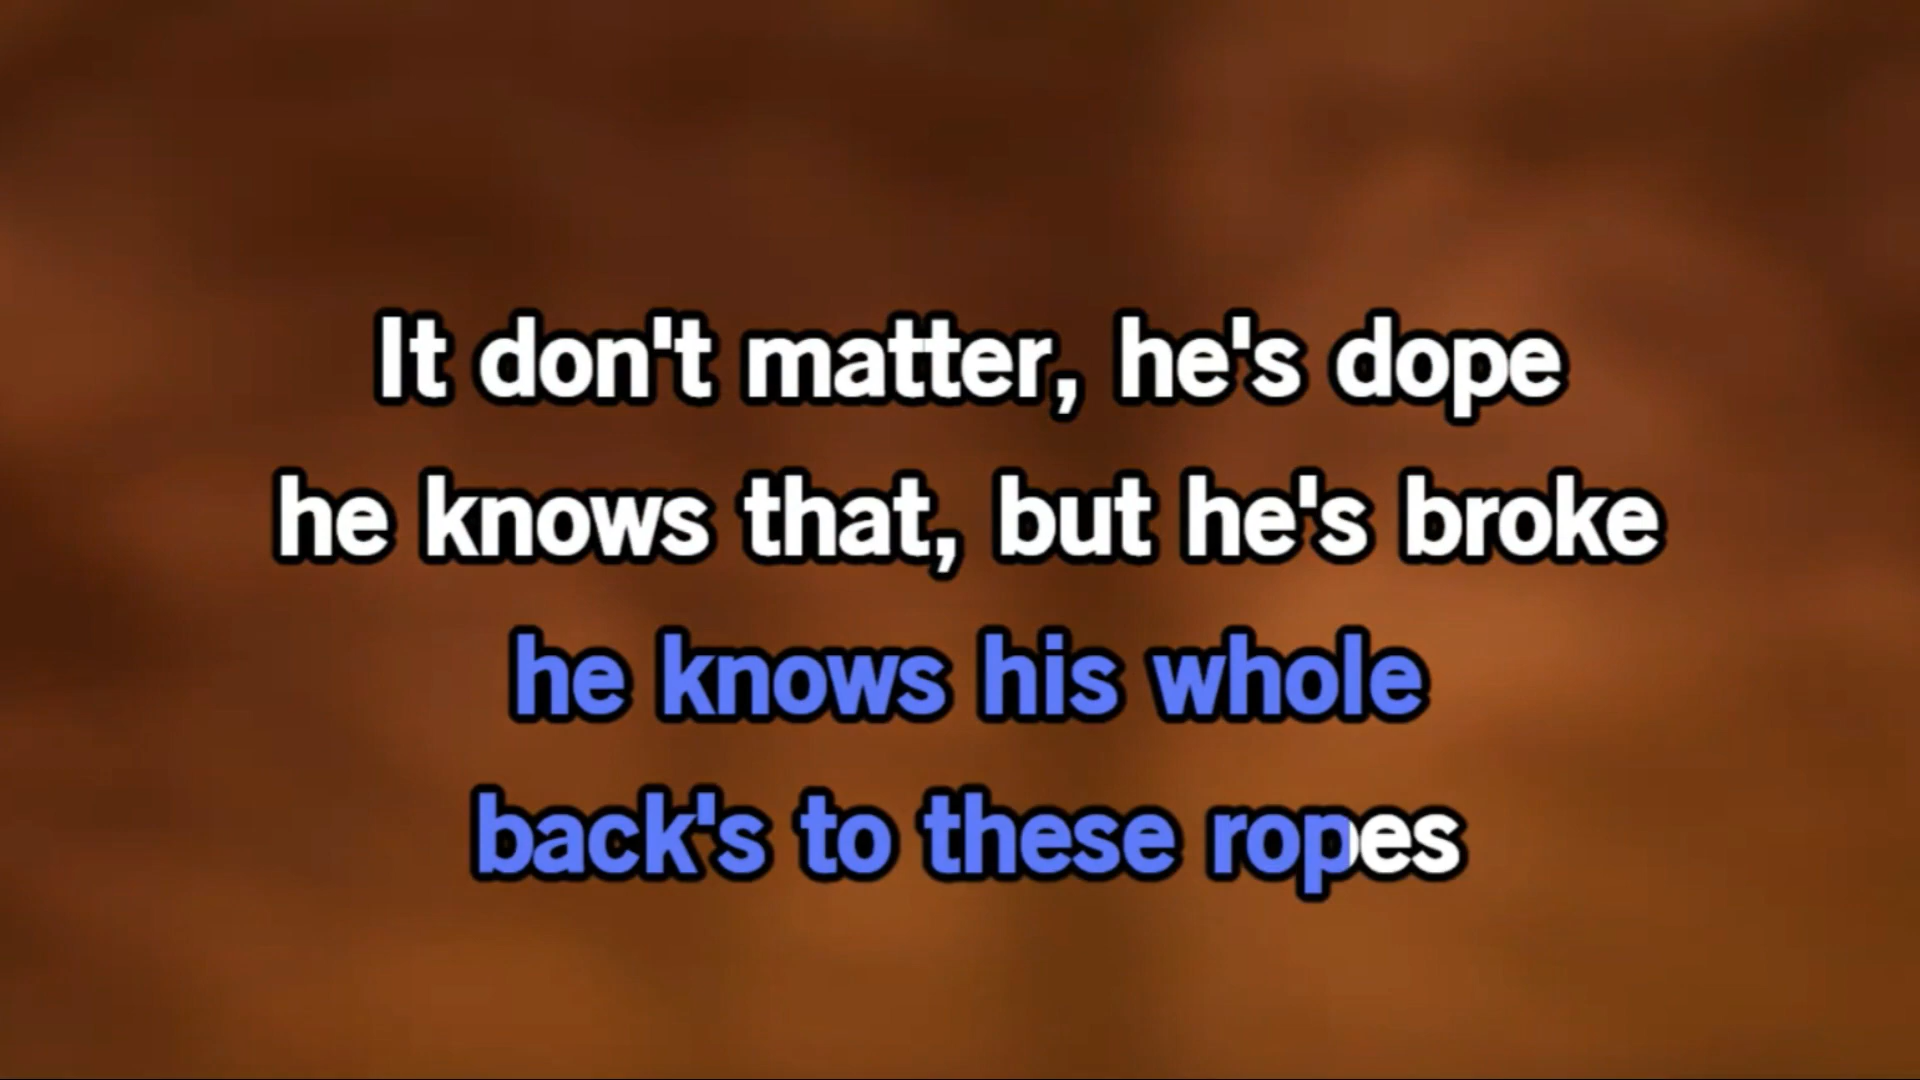 It don't matter, he's dope
he knows that, but he's broke
he knows his whole
back's to these ropes